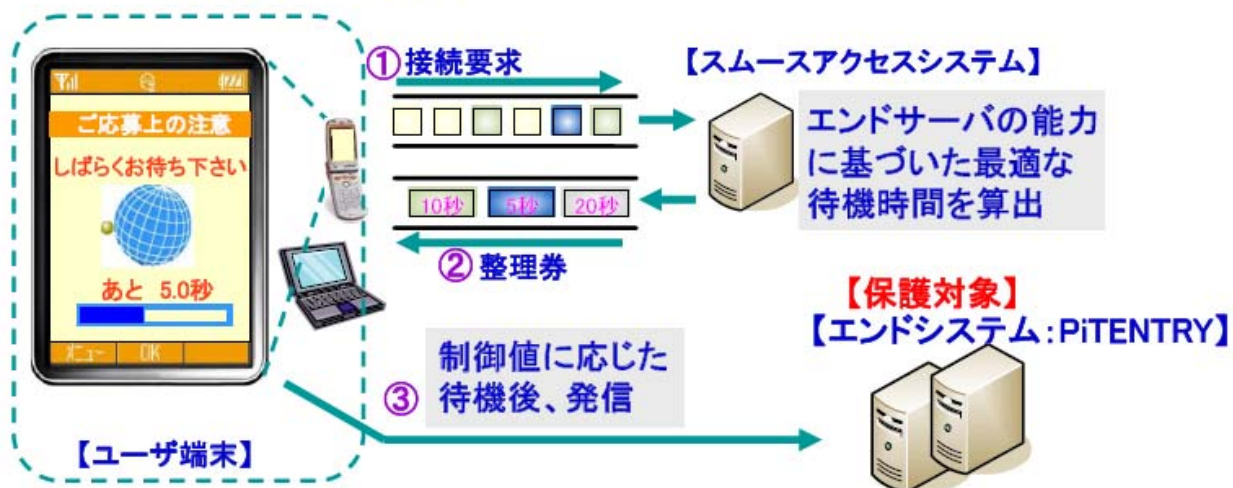 ご応募上の注意
しばらくお待ち下さい
あと 5.0秒
メニュー OK
【ユーザ端末】
①接続要求
10秒 5秒 20秒
②整理券
【スムースアクセスシステム】
エンドサーバの能力
に基づいた最適な
待機時間を算出
③
制御値に応じた
待機後、発信
【保護対象】
【エンドシステム:PiTENTRY】